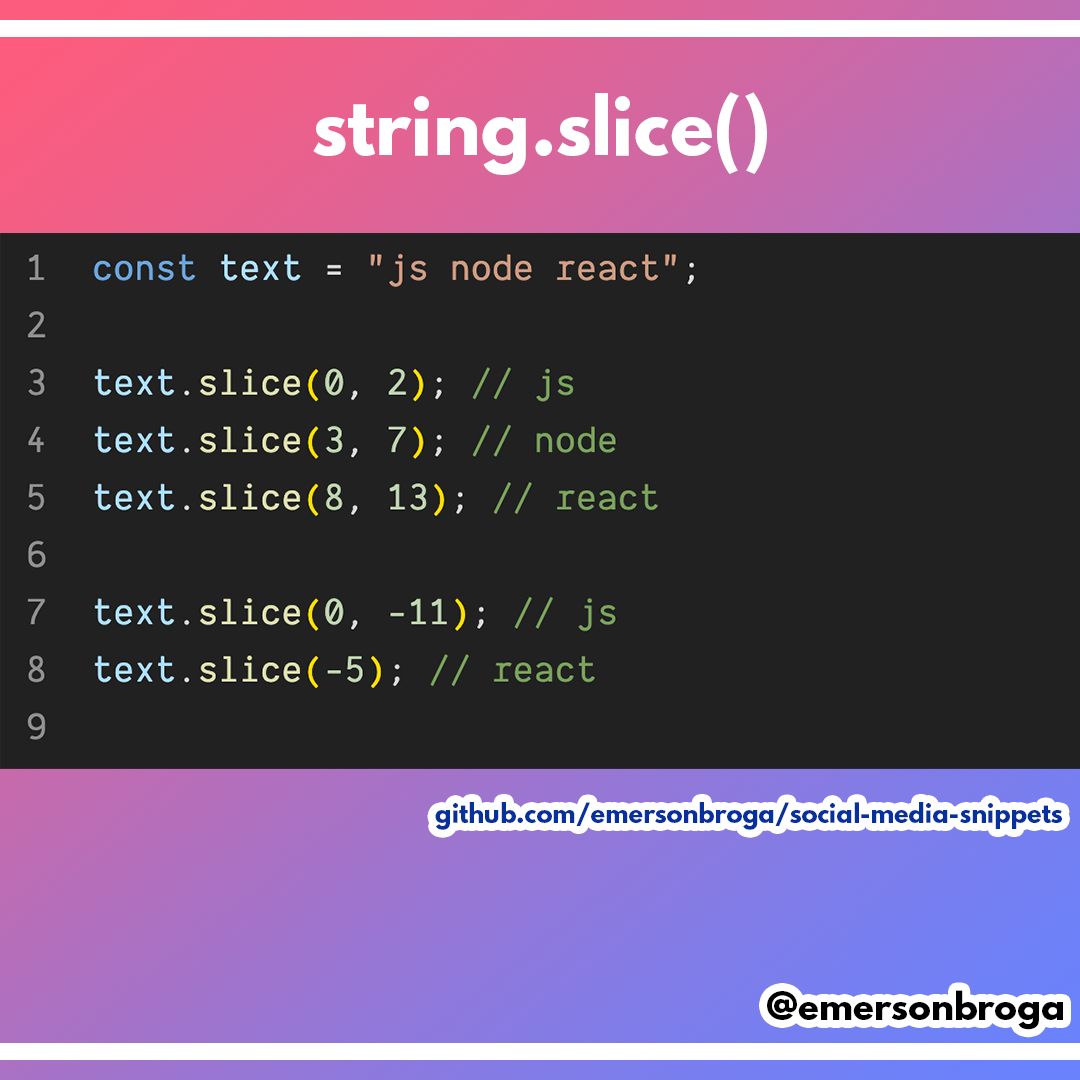 string.slice()
1 const text = "js node react";
2
3 text.slice(0, 2); // js
4 text.slice(3, 7); // node
5 text.slice(8, 13); // react
6
7 text.slice(0, -11); // js
8 text.slice(-5); // react
9
github.com/emersonbroga/social-media-snippets
@emersonbroga